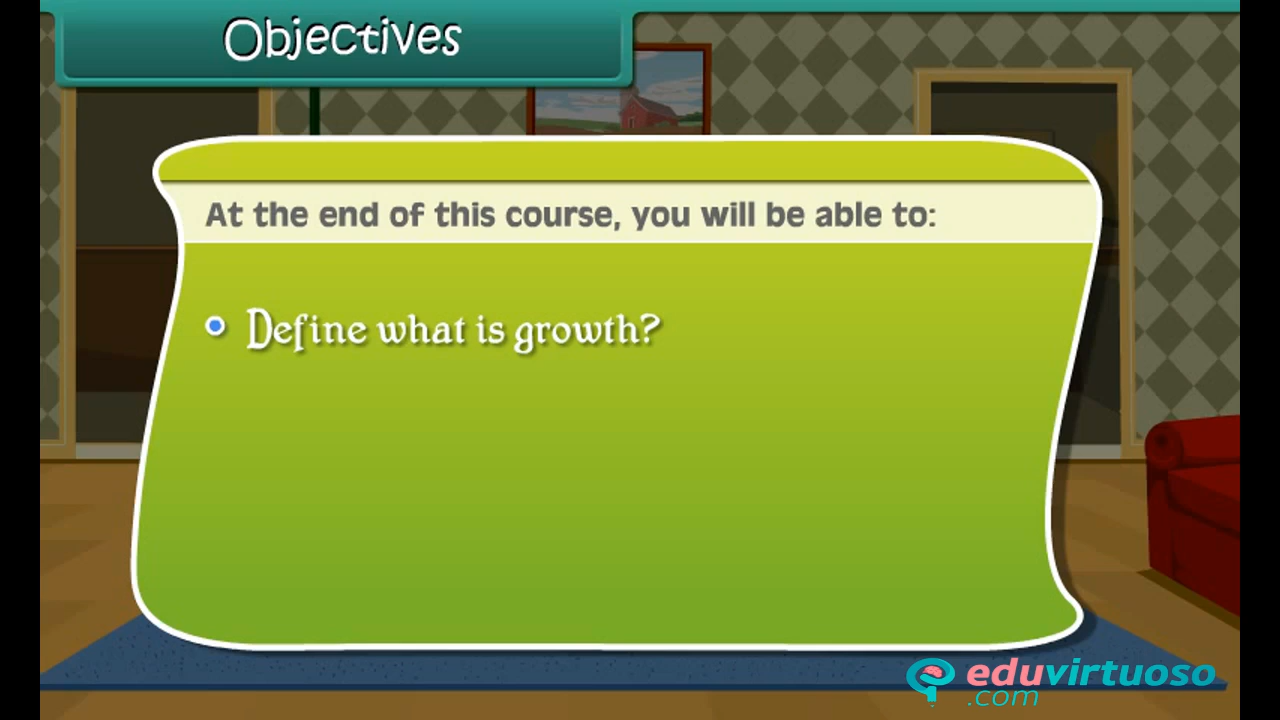 Objectives
At the end of this course, you will be able to:
Define what is growth?
eduvirtuoso
.com